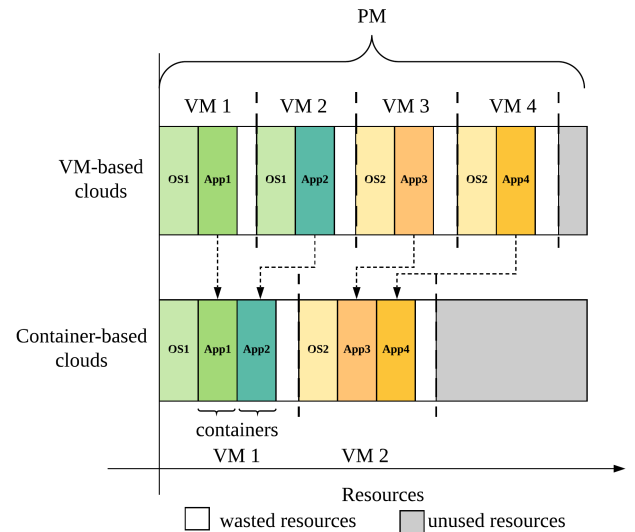 PM
VM 1 VM 2 VM 3 VM 4
VM-based
clouds
OS1 App1 OS1 App2 OS2 App3 OS2 App4
Container-based
clouds
OS1 App1 App2 OS2 App3 App4
containers
VM 1 VM 2
Resources
wasted resources unused resources